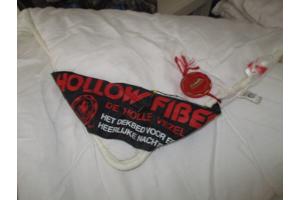 HOLLOW FIBE
DE HOLLE VEZEL
HET DEKBED VOOR E
HEERLIJKE NACHT